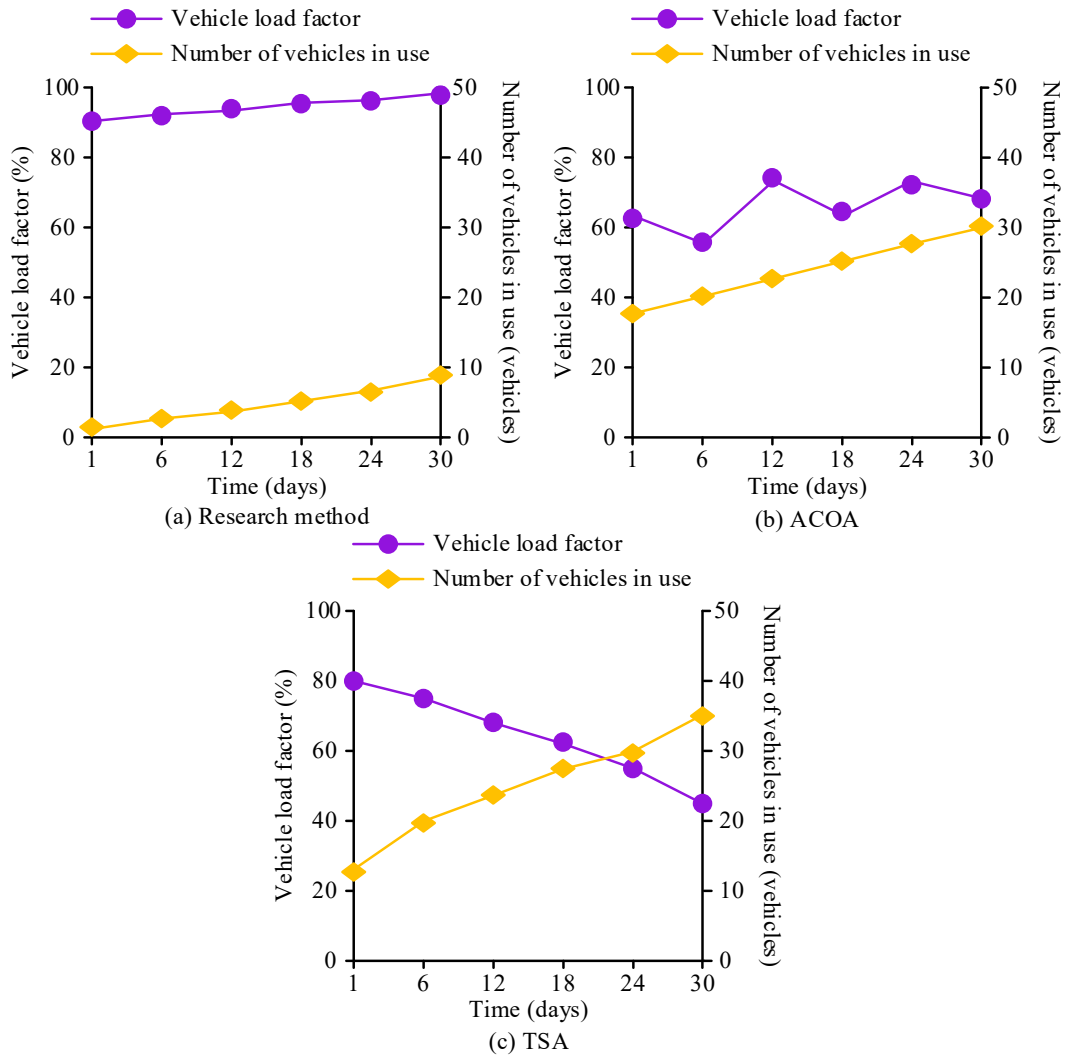 Vehicle load factor
Number of vehicles in use
Vehicle load factor (%)
100
80
60
40
20
0
50
40
30
20
10
0
Number of vehicles in use (vehicles)
1 6 12 18 24 30
Time (days)
(a) Research method
Vehicle load factor
Number of vehicles in use
Vehicle load factor (%)
100
80
60
40
20
0
50
40
30
20
10
0
Number of vehicles in use (vehicles)
1 6 12 18 24 30
Time (days)
(b) ACOA
Vehicle load factor
Number of vehicles in use
Vehicle load factor (%)
100
80
60
40
20
0
50
40
30
20
10
0
Number of vehicles in use (vehicles)
1 6 12 18 24 30
Time (days)
(c) TSA